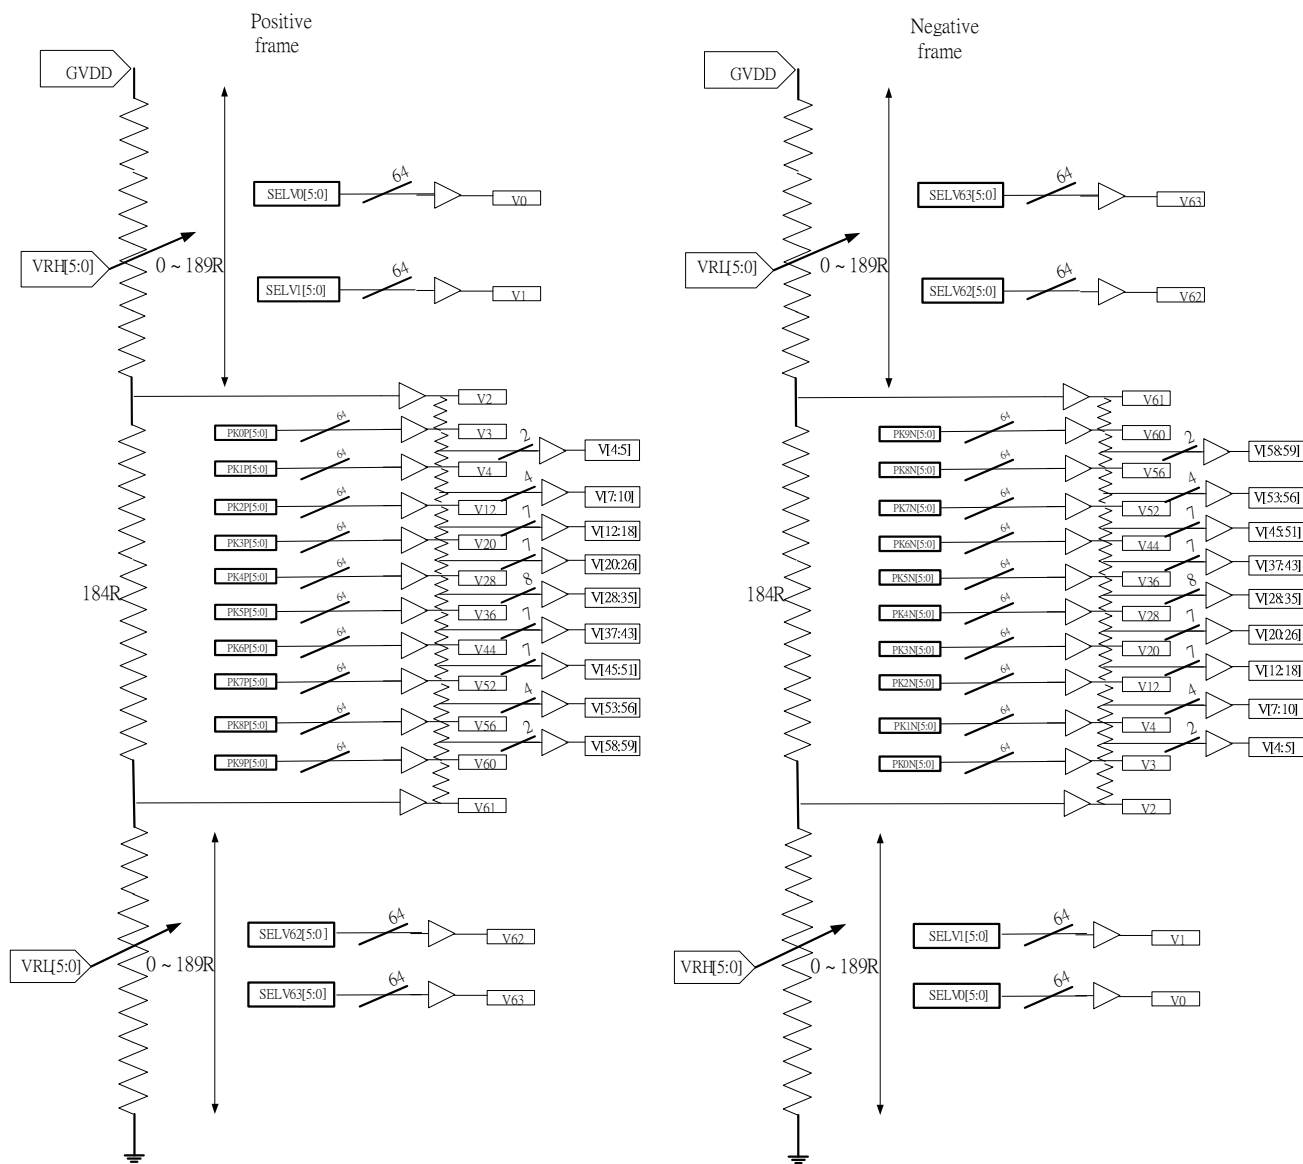 Positive
frame
GVDD
SELV0[5:0]
64
V0
VRH[5:0]
0 ~ 189R
SELV1[5:0]
64
V1
V2
PK0P[5:0]
64
V3
2
V[4:5]
PK1P[5:0]
64
V4
4
V[7:10]
PK2P[5:0]
64
V12
7
V[12:18]
PK3P[5:0]
64
V20
7
V[20:26]
PK4P[5:0]
64
V28
8
V[28:35]
184R
PK5P[5:0]
64
V36
7
V[37:43]
PK6P[5:0]
64
V44
7
V[45:51]
PK7P[5:0]
64
V52
4
V[53:56]
PK8P[5:0]
64
V56
2
V[58:59]
PK9P[5:0]
64
V60
V61
SELV62[5:0]
64
V62
VRL[5:0]
0 ~ 189R
SELV63[5:0]
64
V63
Negative
frame
GVDD
SELV63[5:0]
64
V63
VRL[5:0]
0 ~ 189R
SELV62[5:0]
64
V62
V61
PK9N[5:0]
64
V60
2
V[58:59]
PK8N[5:0]
64
V56
4
V[53:56]
PK7N[5:0]
64
V52
7
V[45:51]
PK6N[5:0]
64
V44
7
V[37:43]
PK5N[5:0]
64
V36
8
V[28:35]
184R
PK4N[5:0]
64
V28
7
V[20:26]
PK3N[5:0]
64
V20
7
V[12:18]
PK2N[5:0]
64
V12
4
V[7:10]
PK1N[5:0]
64
V4
2
V[4:5]
PK0N[5:0]
64
V3
V2
SELV1[5:0]
64
V1
VRH[5:0]
0 ~ 189R
SELV0[5:0]
64
V0